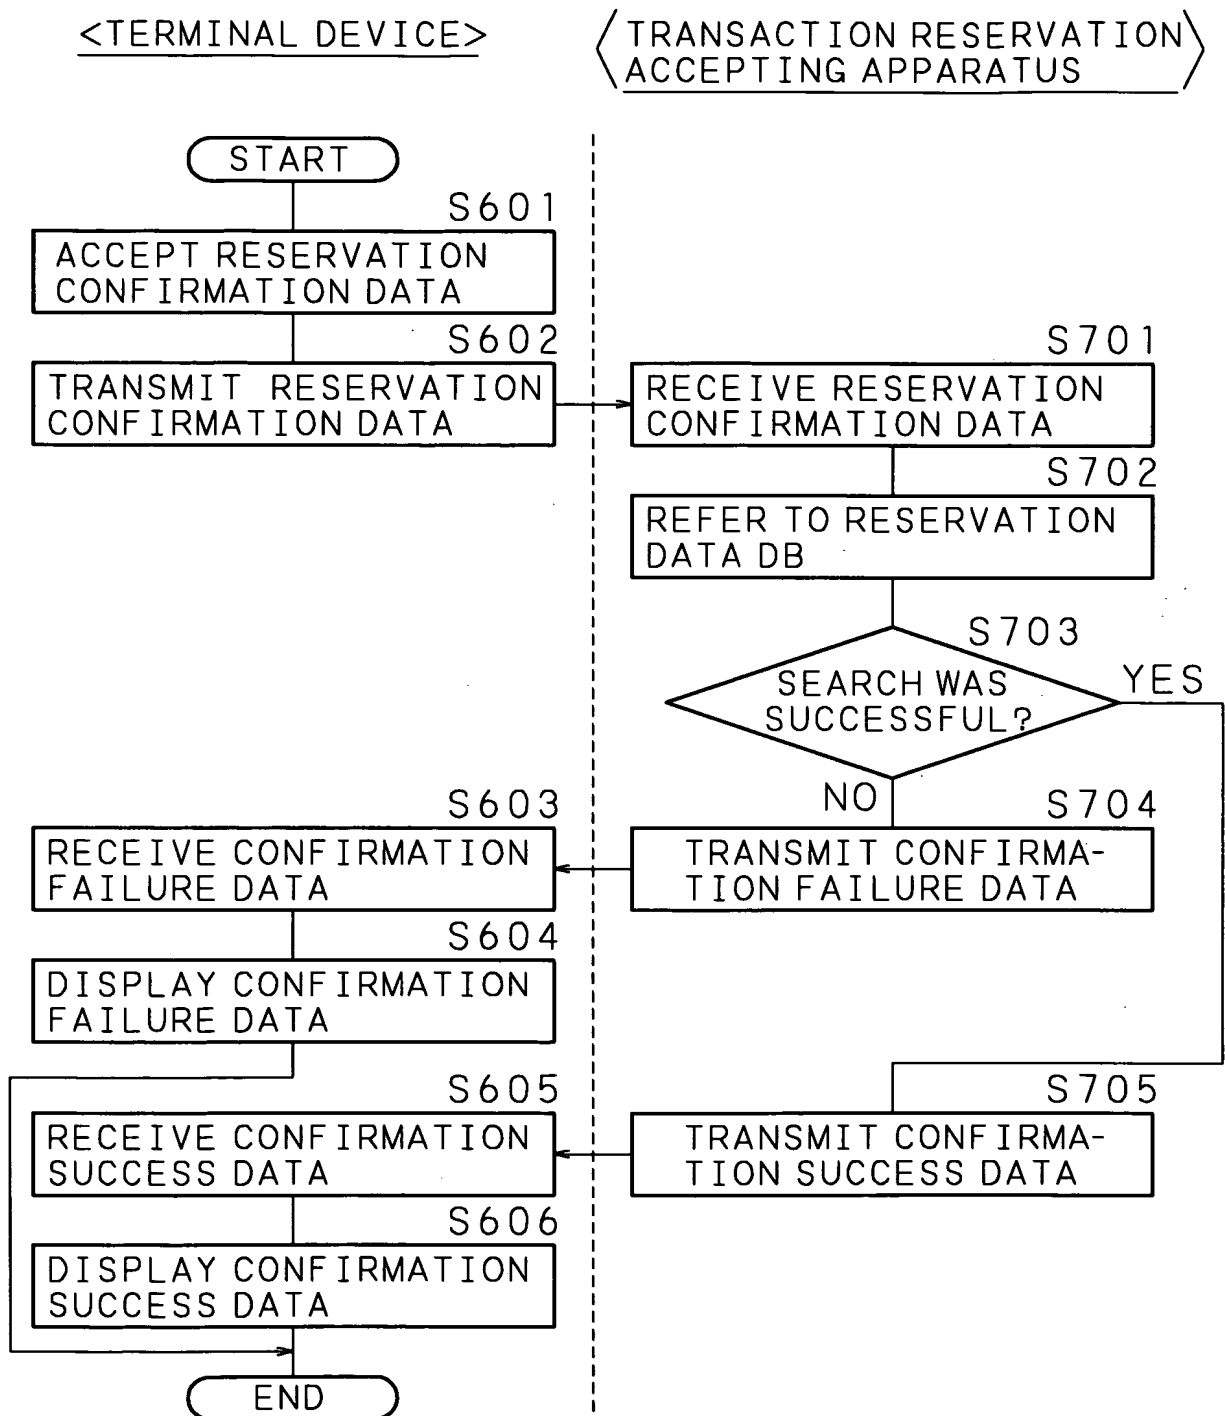 <TERMINAL DEVICE>
<TRANSACTION RESERVATION
ACCEPTING APPARATUS>
START
S601
ACCEPT RESERVATION
CONFIRMATION DATA
S602
TRANSMIT RESERVATION
CONFIRMATION DATA
S701
RECEIVE RESERVATION
CONFIRMATION DATA
S702
REFER TO RESERVATION
DATA DB
S703
SEARCH WAS
SUCCESSFUL?
YES
NO
S704
TRANSMIT CONFIRMA-
TION FAILURE DATA
S603
RECEIVE CONFIRMATION
FAILURE DATA
S604
DISPLAY CONFIRMATION
FAILURE DATA
S705
TRANSMIT CONFIRMA-
TION SUCCESS DATA
S605
RECEIVE CONFIRMATION
SUCCESS DATA
S606
DISPLAY CONFIRMATION
SUCCESS DATA
END